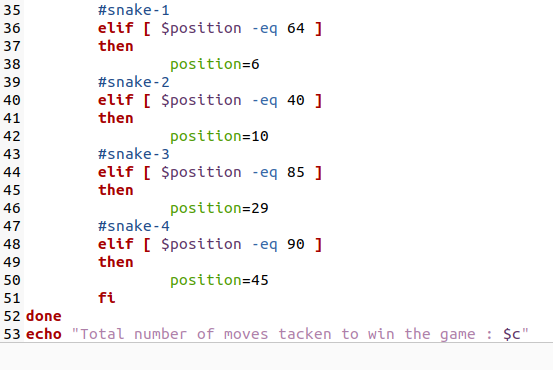 35 #snake-1
36 elif [ $position -eq 64 ]
37 then
38 position=6
39 #snake-2
40 elif [ $position -eq 40 ]
41 then
42 position=10
43 #snake-3
44 elif [ $position -eq 85 ]
45 then
46 position=29
47 #snake-4
48 elif [ $position -eq 90 ]
49 then
50 position=45
51 fi
52 done
53 echo "Total number of moves tacken to win the game : $c"